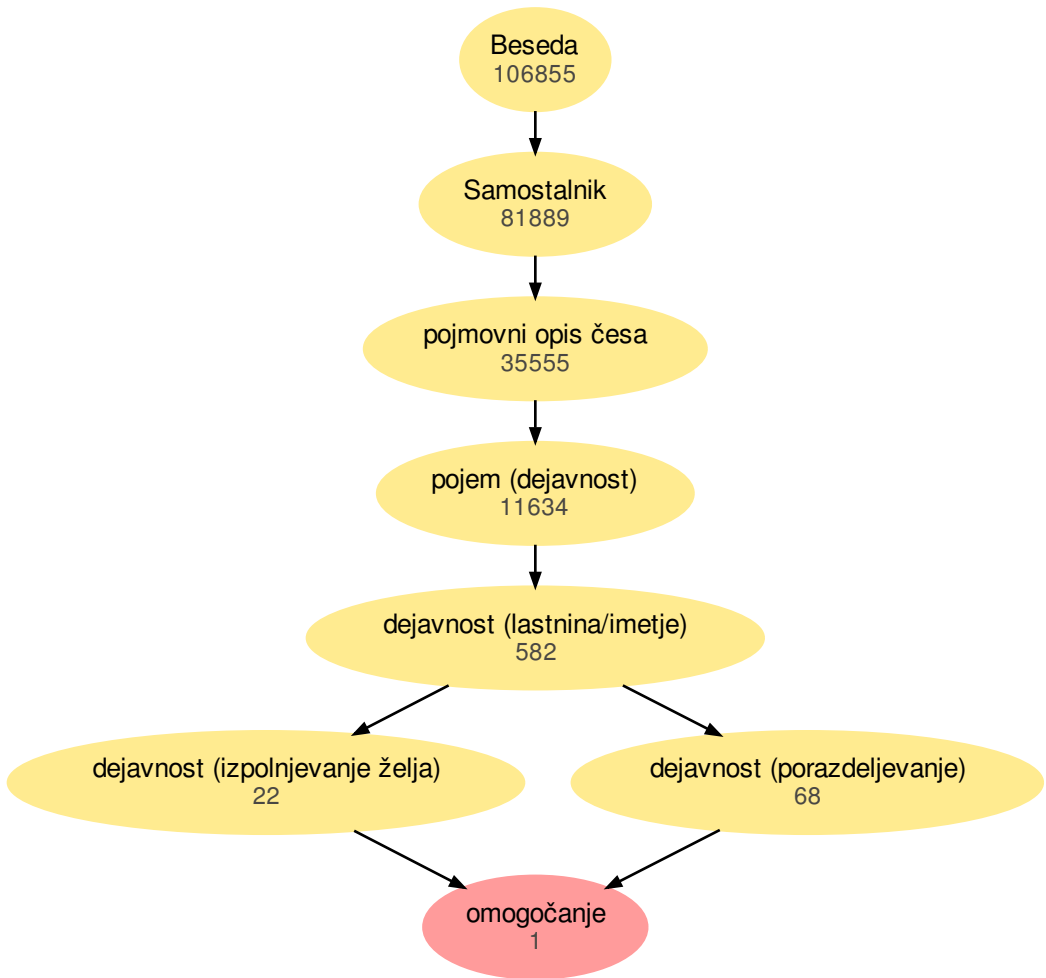 Beseda
106855
Samostalnik
81889
pojmovni opis česa
35555
pojem (dejavnost)
11634
dejavnost (lastnina/imetje)
582
dejavnost (izpolnjevanje želja)
22
dejavnost (porazdeljevanje)
68
omogočanje
1